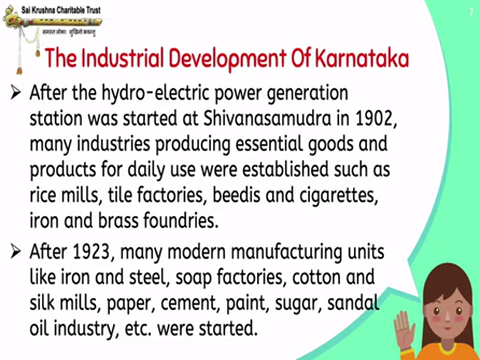 Sai Krushna Charitable Trust
समस्त लोकाः सुखिनो भवन्तु
7
The Industrial Development Of Karnataka
➢ After the hydro-electric power generation
station was started at Shivanasamudra in 1902,
many industries producing essential goods and
products for daily use were established such as
rice mills, tile factories, beedis and cigarettes,
iron and brass foundries.
➢ After 1923, many modern manufacturing units
like iron and steel, soap factories, cotton and
silk mills, paper, cement, paint, sugar, sandal
oil industry, etc. were started.